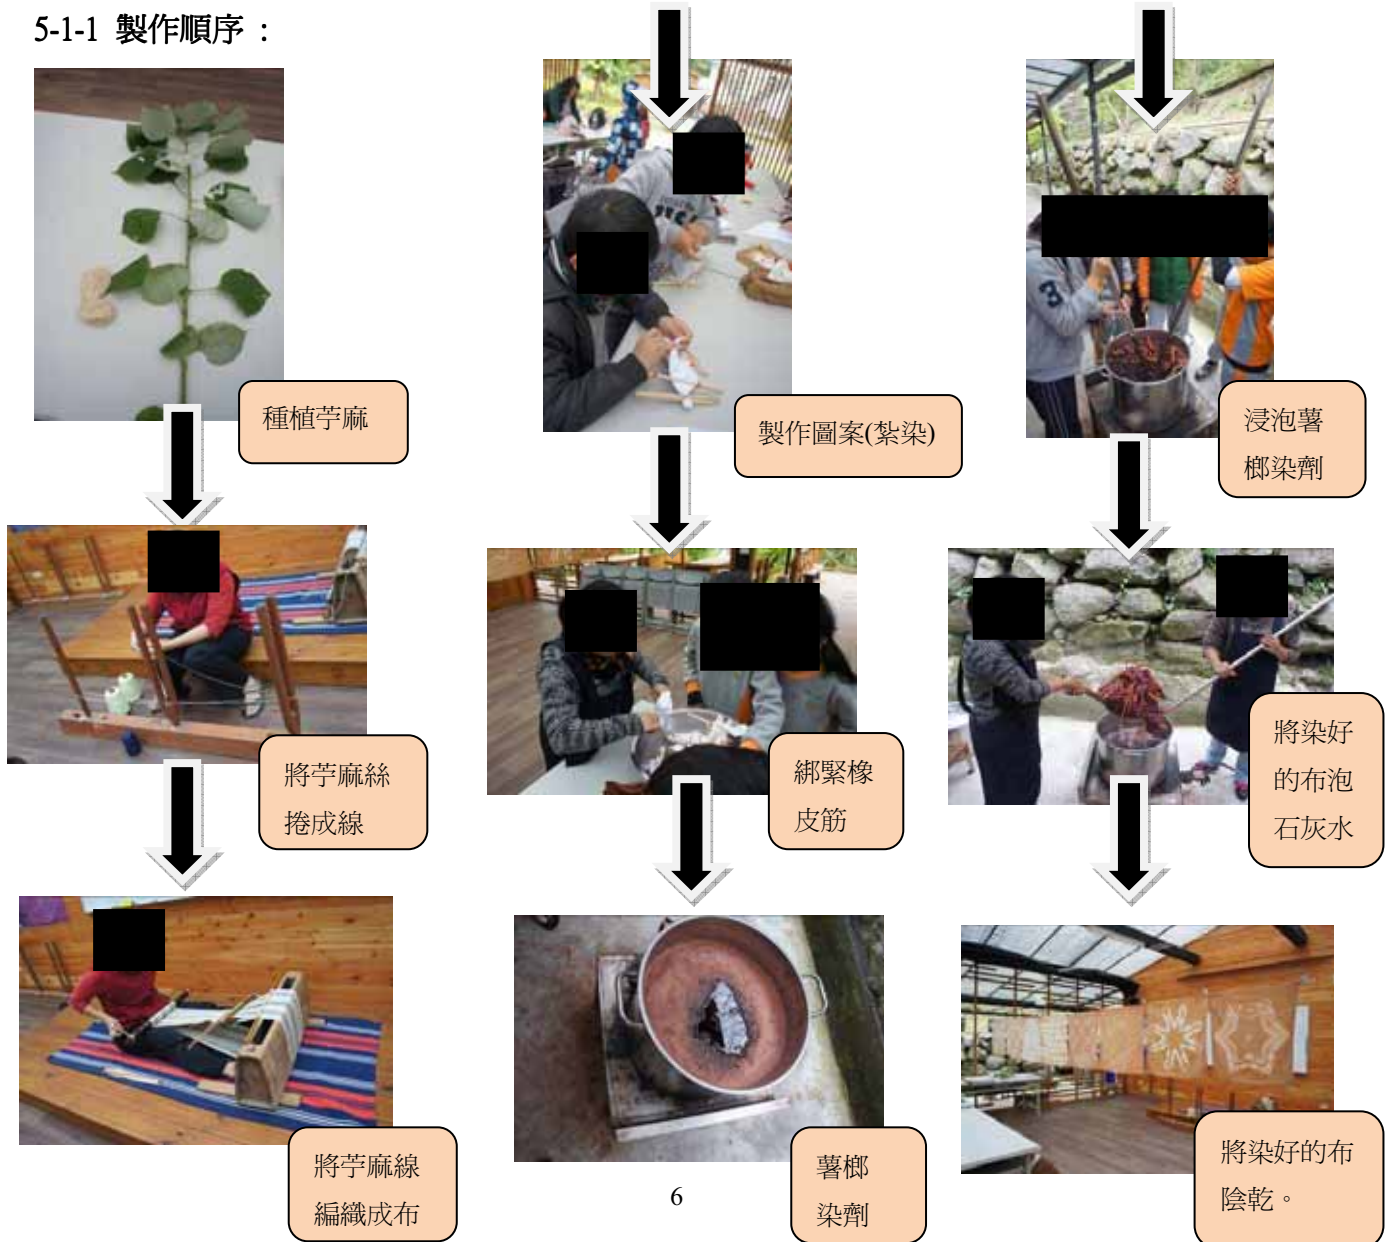 5-1-1 製作順序：
種植苧麻
將苧麻絲
捲成線
將苧麻線
編織成布
製作圖案(紮染)
綁緊橡
皮筋
薯榔
染劑
浸泡薯
榔染劑
將染好
的布泡
石灰水
將染好的布
陰乾。
6